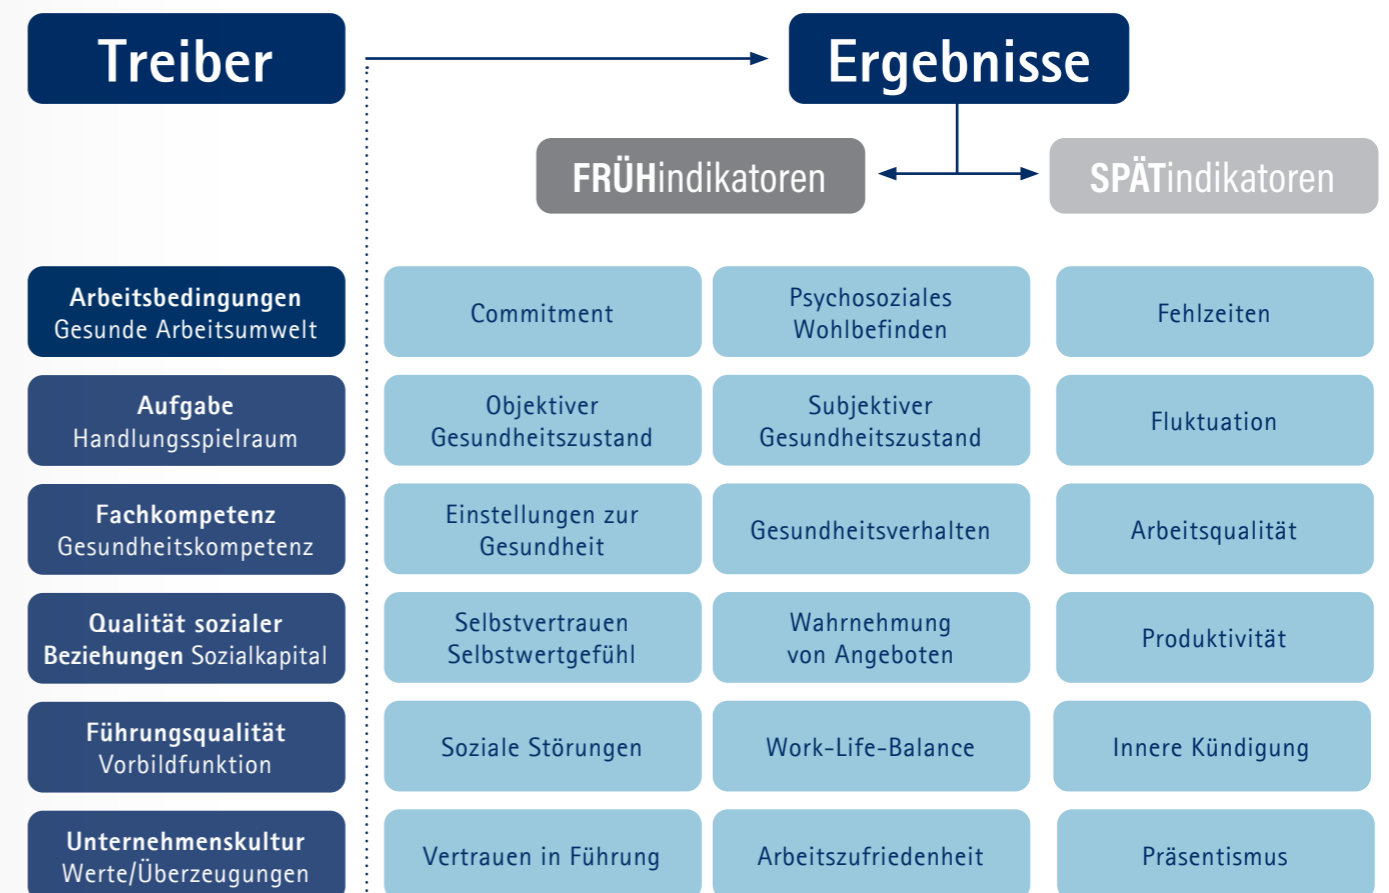 Treiber
Ergebnisse
FRÜHindikatoren
SPÄTindikatoren
Arbeitsbedingungen
Gesunde Arbeitsumwelt
Commitment
Psychosoziales
Wohlbefinden
Fehlzeiten
Aufgabe
Handlungsspielraum
Objektiver
Gesundheitszustand
Subjektiver
Gesundheitszustand
Fluktuation
Fachkompetenz
Gesundheitskompetenz
Einstellungen zur
Gesundheit
Gesundheitsverhalten
Arbeitsqualität
Qualität sozialer
Beziehungen Sozialkapital
Selbstvertrauen
Selbstwertgefühl
Wahrnehmung
von Angeboten
Produktivität
Führungsqualität
Vorbildfunktion
Soziale Störungen
Work-Life-Balance
Innere Kündigung
Unternehmenskultur
Werte/Überzeugungen
Vertrauen in Führung
Arbeitszufriedenheit
Präsentismus